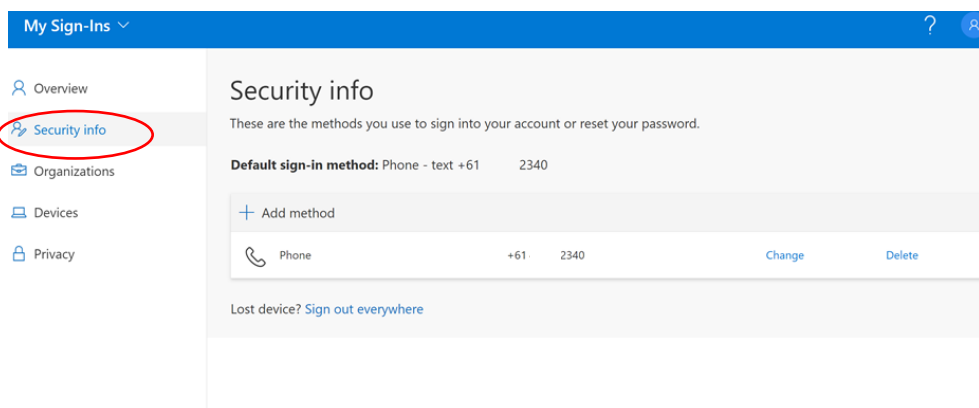 My Sign-Ins
?
Overview
Security info
Organizations
Devices
Privacy
Security info
These are the methods you use to sign into your account or reset your password.
Default sign-in method: Phone - text +61 2340
+ Add method
Phone +61 2340 Change Delete
Lost device? Sign out everywhere